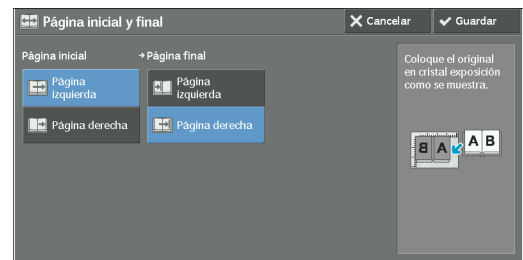 Página inicial y final
Cancelar
Guardar
Página inicial
Página final
Página
izquierda
Página
izquierda
Página derecha
Página derecha
Coloque el original
en cristal exposición
como se muestra.
B A
A B